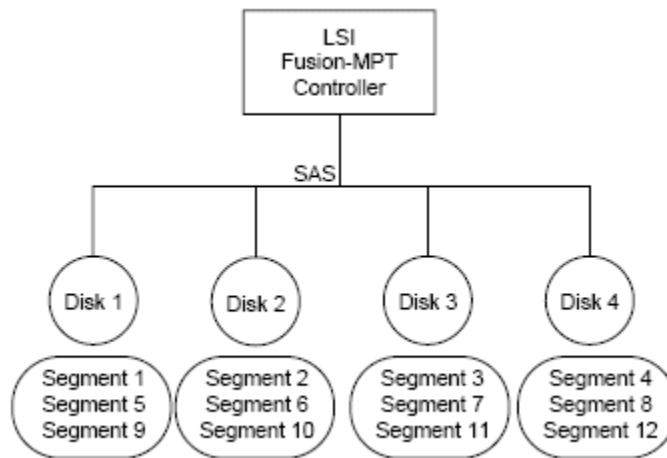 LSI
Fusion-MPT
Controller
SAS
Disk 1
Disk 2
Disk 3
Disk 4
Segment 1
Segment 5
Segment 9
Segment 2
Segment 6
Segment 10
Segment 3
Segment 7
Segment 11
Segment 4
Segment 8
Segment 12